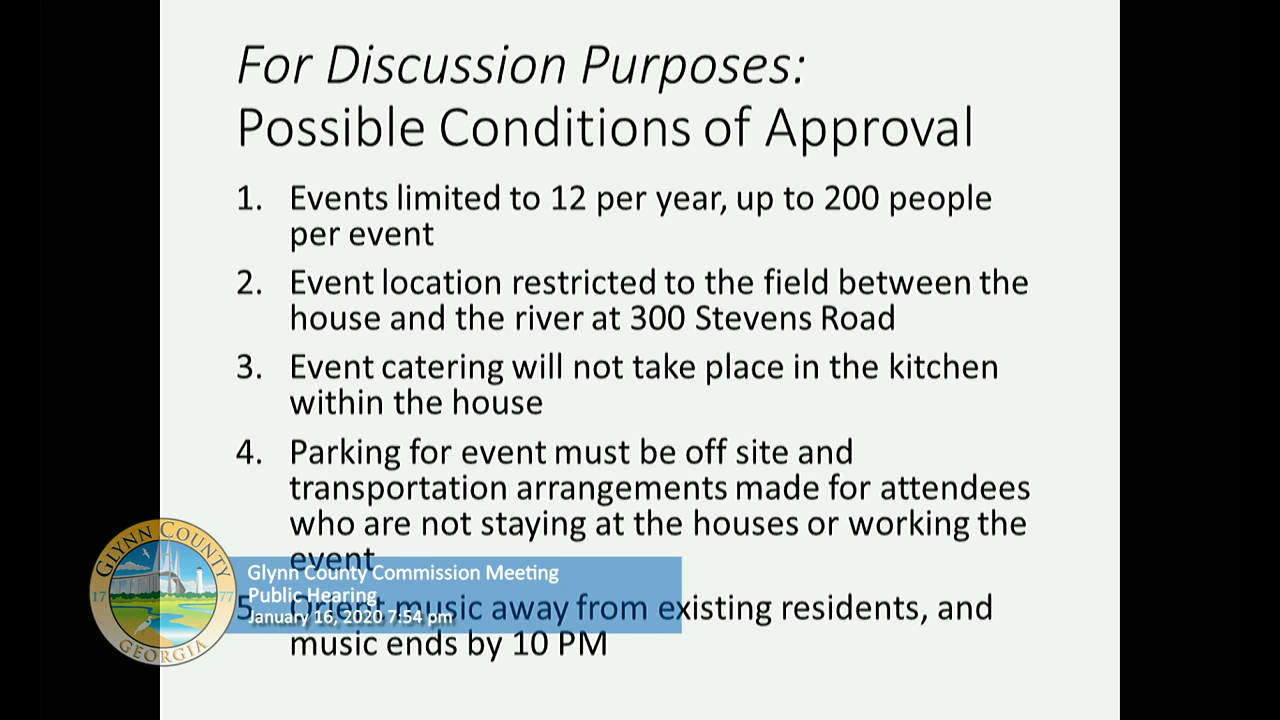 For Discussion Purposes:
Possible Conditions of Approval
1. Events limited to 12 per year, up to 200 people
per event
2. Event location restricted to the field between the
house and the river at 300 Stevens Road
3. Event catering will not take place in the kitchen
within the house
4. Parking for event must be off site and
transportation arrangements made for attendees
who are not staying at the houses or working the
event
5. Orient music away from existing residents, and
music ends by 10 PM
GLYNN COUNTY
1777
GEORGIA
Glynn County Commission Meeting
Public Hearing
January 16, 2020 7:54 pm